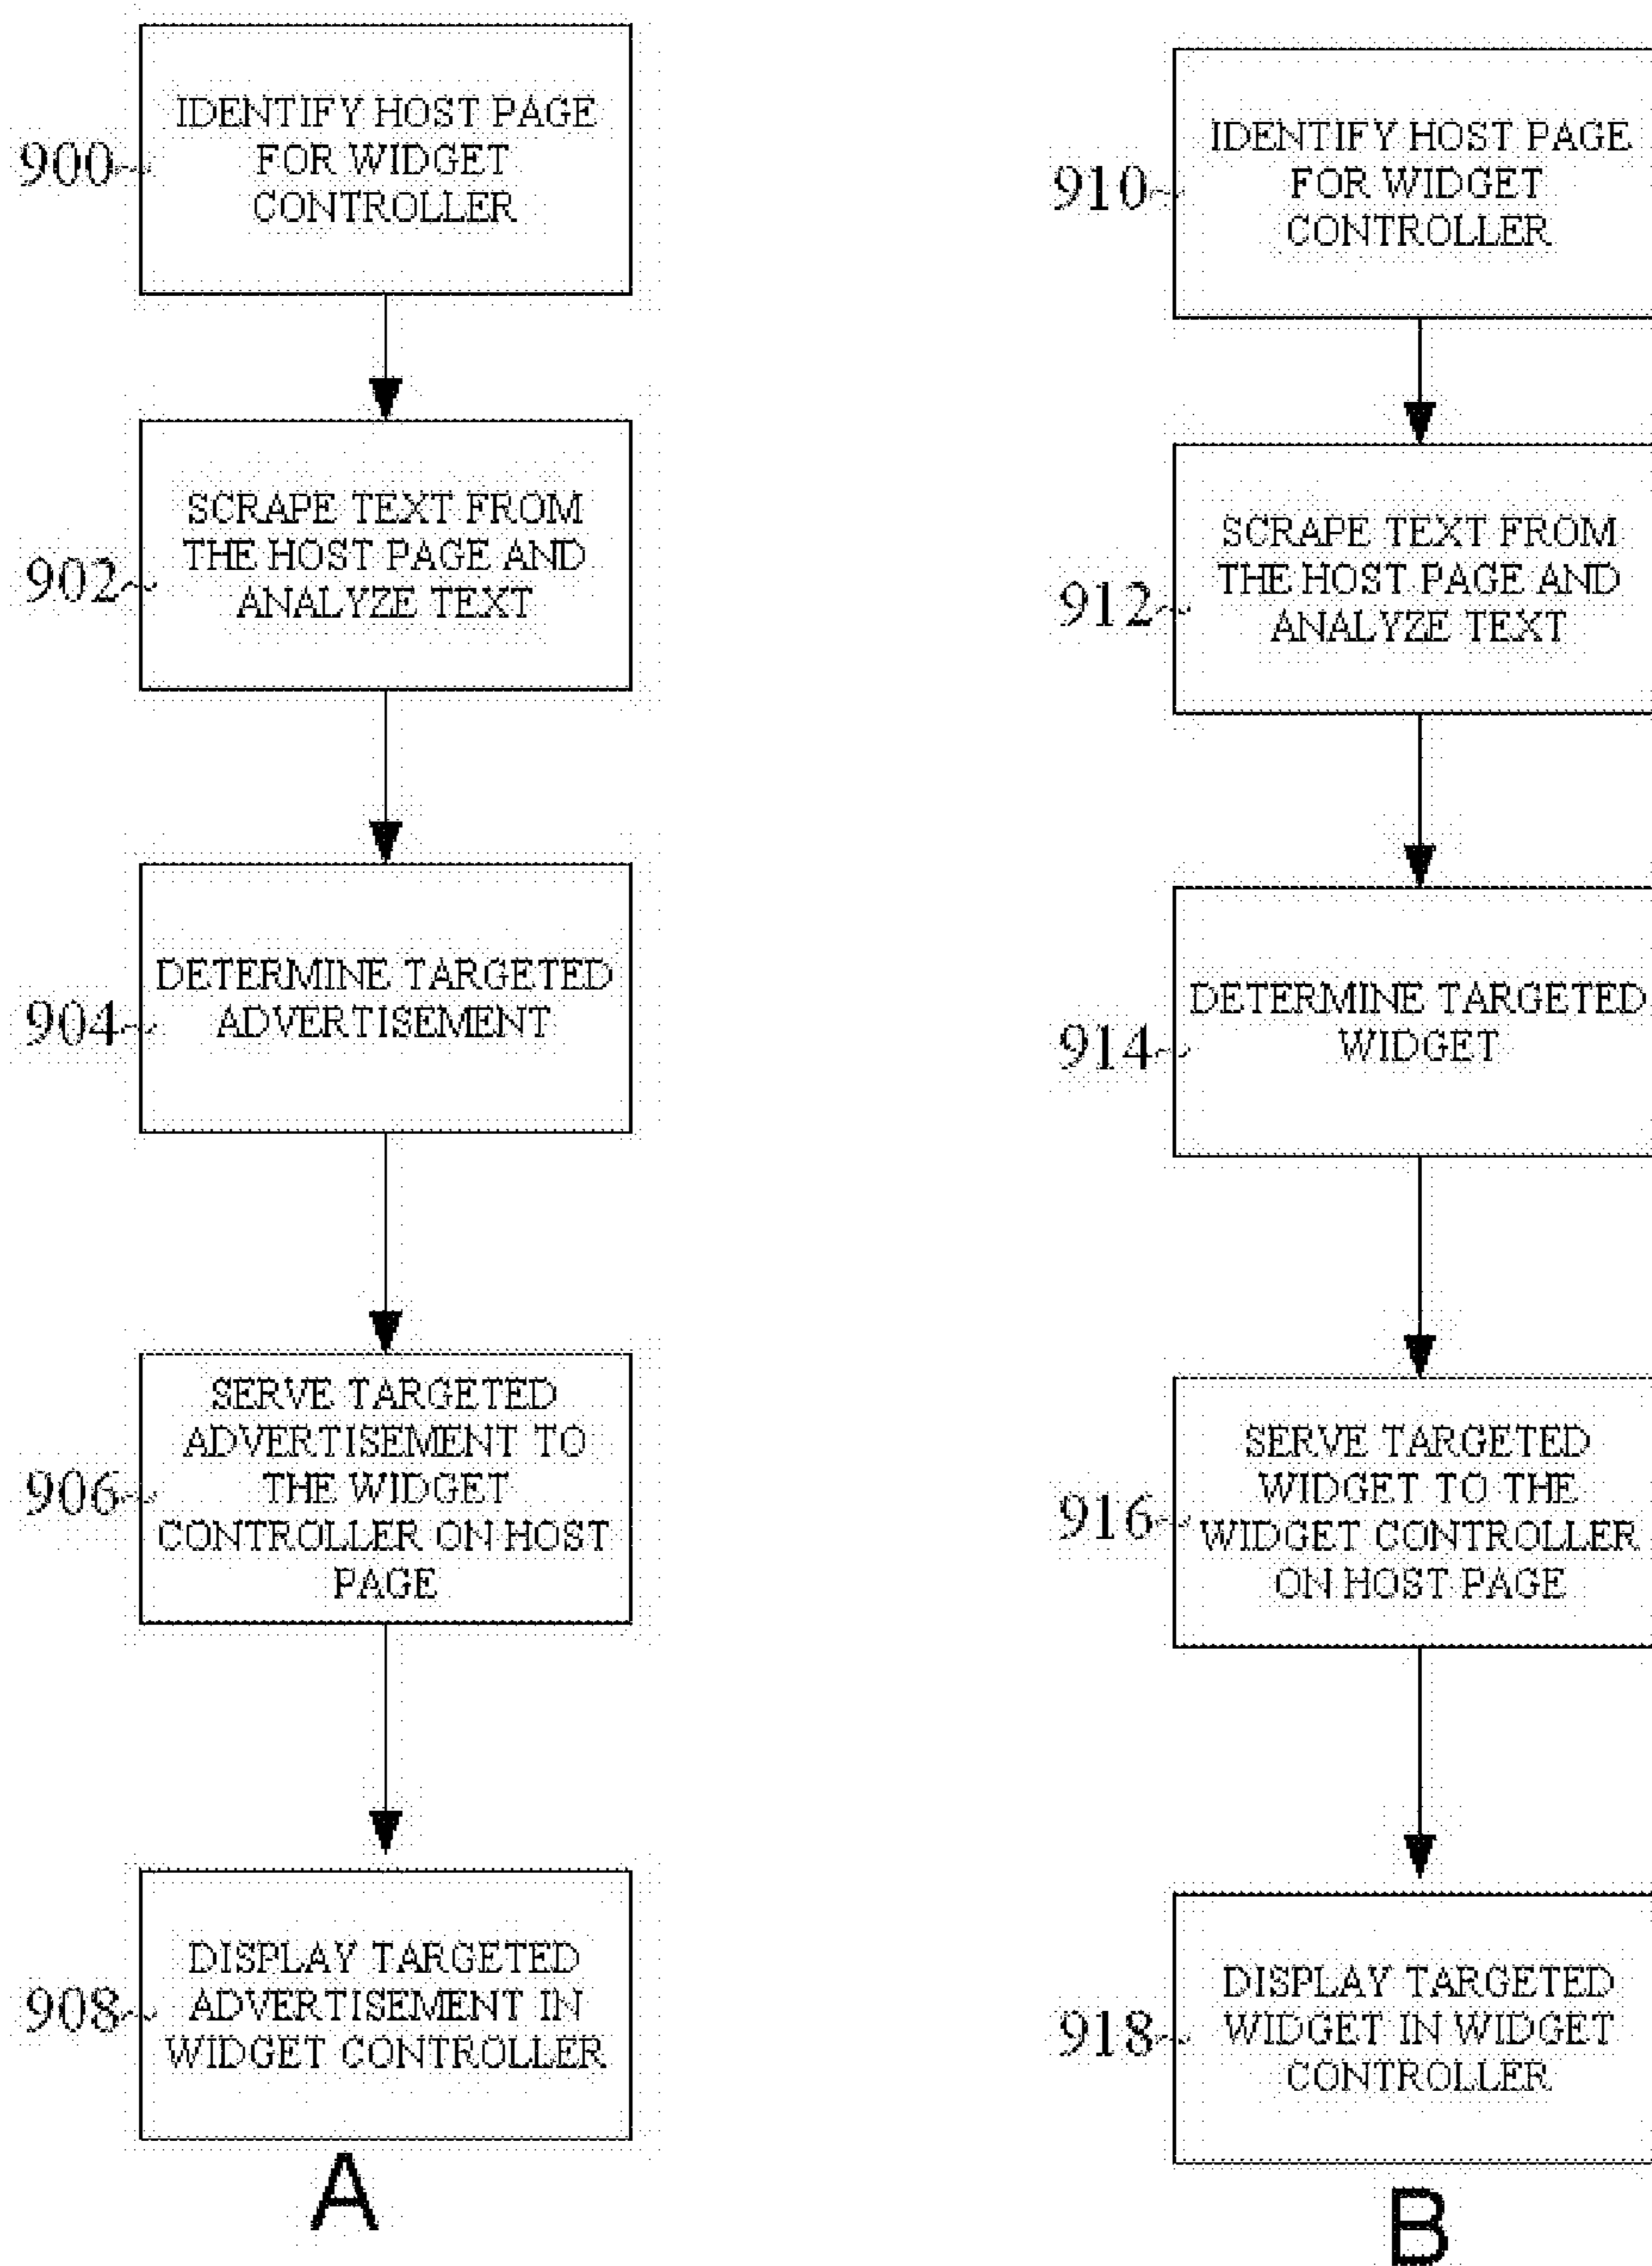 900
IDENTIFY HOST PAGE
FOR WIDGET
CONTROLLER
902
SCRAPE TEXT FROM
THE HOST PAGE AND
ANALYZE TEXT
904
DETERMINE TARGETED
ADVERTISEMENT
906
SERVE TARGETED
ADVERTISEMENT TO
THE WIDGET
CONTROLLER ON HOST
PAGE
908
DISPLAY TARGETED
ADVERTISEMENT IN
WIDGET CONTROLLER
A
910
IDENTIFY HOST PAGE
FOR WIDGET
CONTROLLER
912
SCRAPE TEXT FROM
THE HOST PAGE AND
ANALYZE TEXT
914
DETERMINE TARGETED
WIDGET
916
SERVE TARGETED
WIDGET TO THE
WIDGET CONTROLLER
ON HOST PAGE
918
DISPLAY TARGETED
WIDGET IN WIDGET
CONTROLLER
B